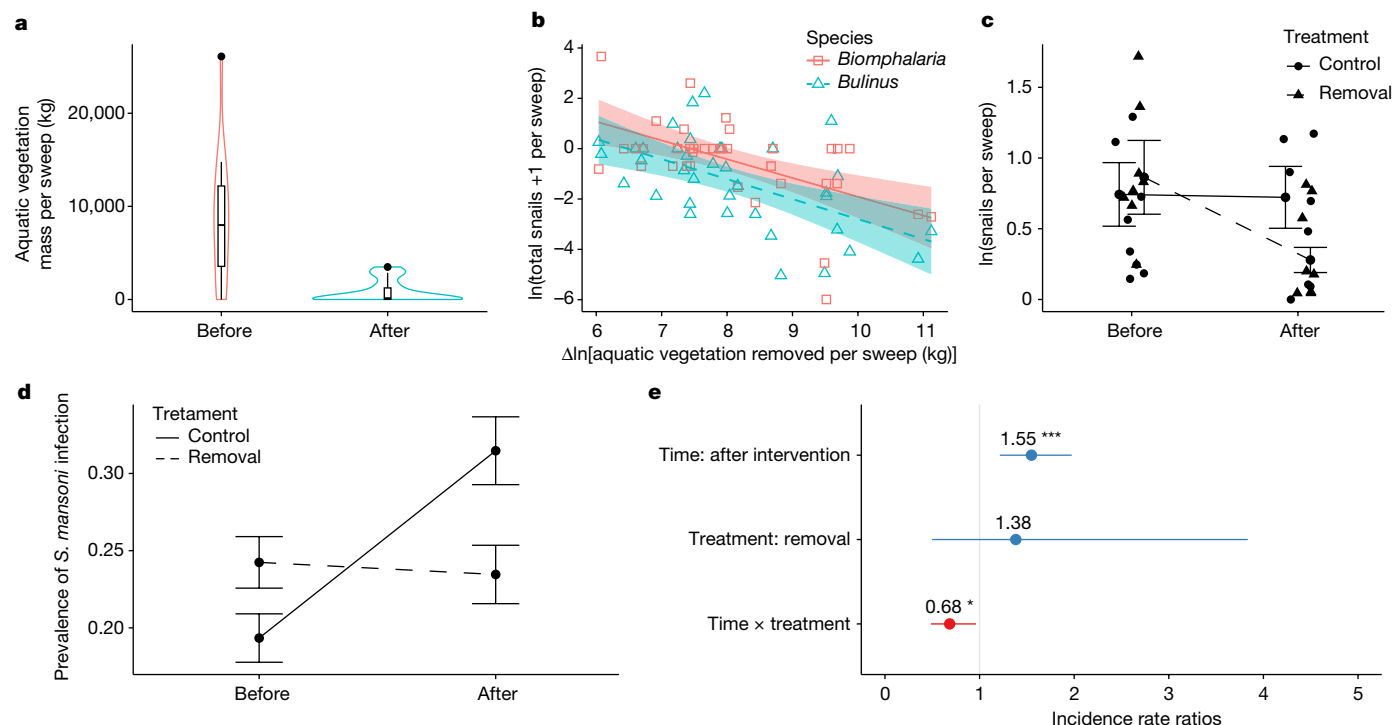 a
Aquatic vegetation
mass per sweep (kg)
20,000
10,000
0
Before
After
b
ln(total snails +1 per sweep)
4
2
0
−2
−4
−6
6
7
8
9
10
11
Δln[aquatic vegetation removed per sweep (kg)]
Species
Biomphalaria
Bulinus
c
ln(snails per sweep)
1.5
1.0
0.5
0
Before
After
Treatment
Control
Removal
d
Prevalence of S. mansoni infection
0.30
0.25
0.20
Before
After
Tretament
Control
Removal
e
Time: after intervention
Treatment: removal
Time × treatment
1.55 ***
1.38
0.68 *
0
1
2
3
4
5
Incidence rate ratios